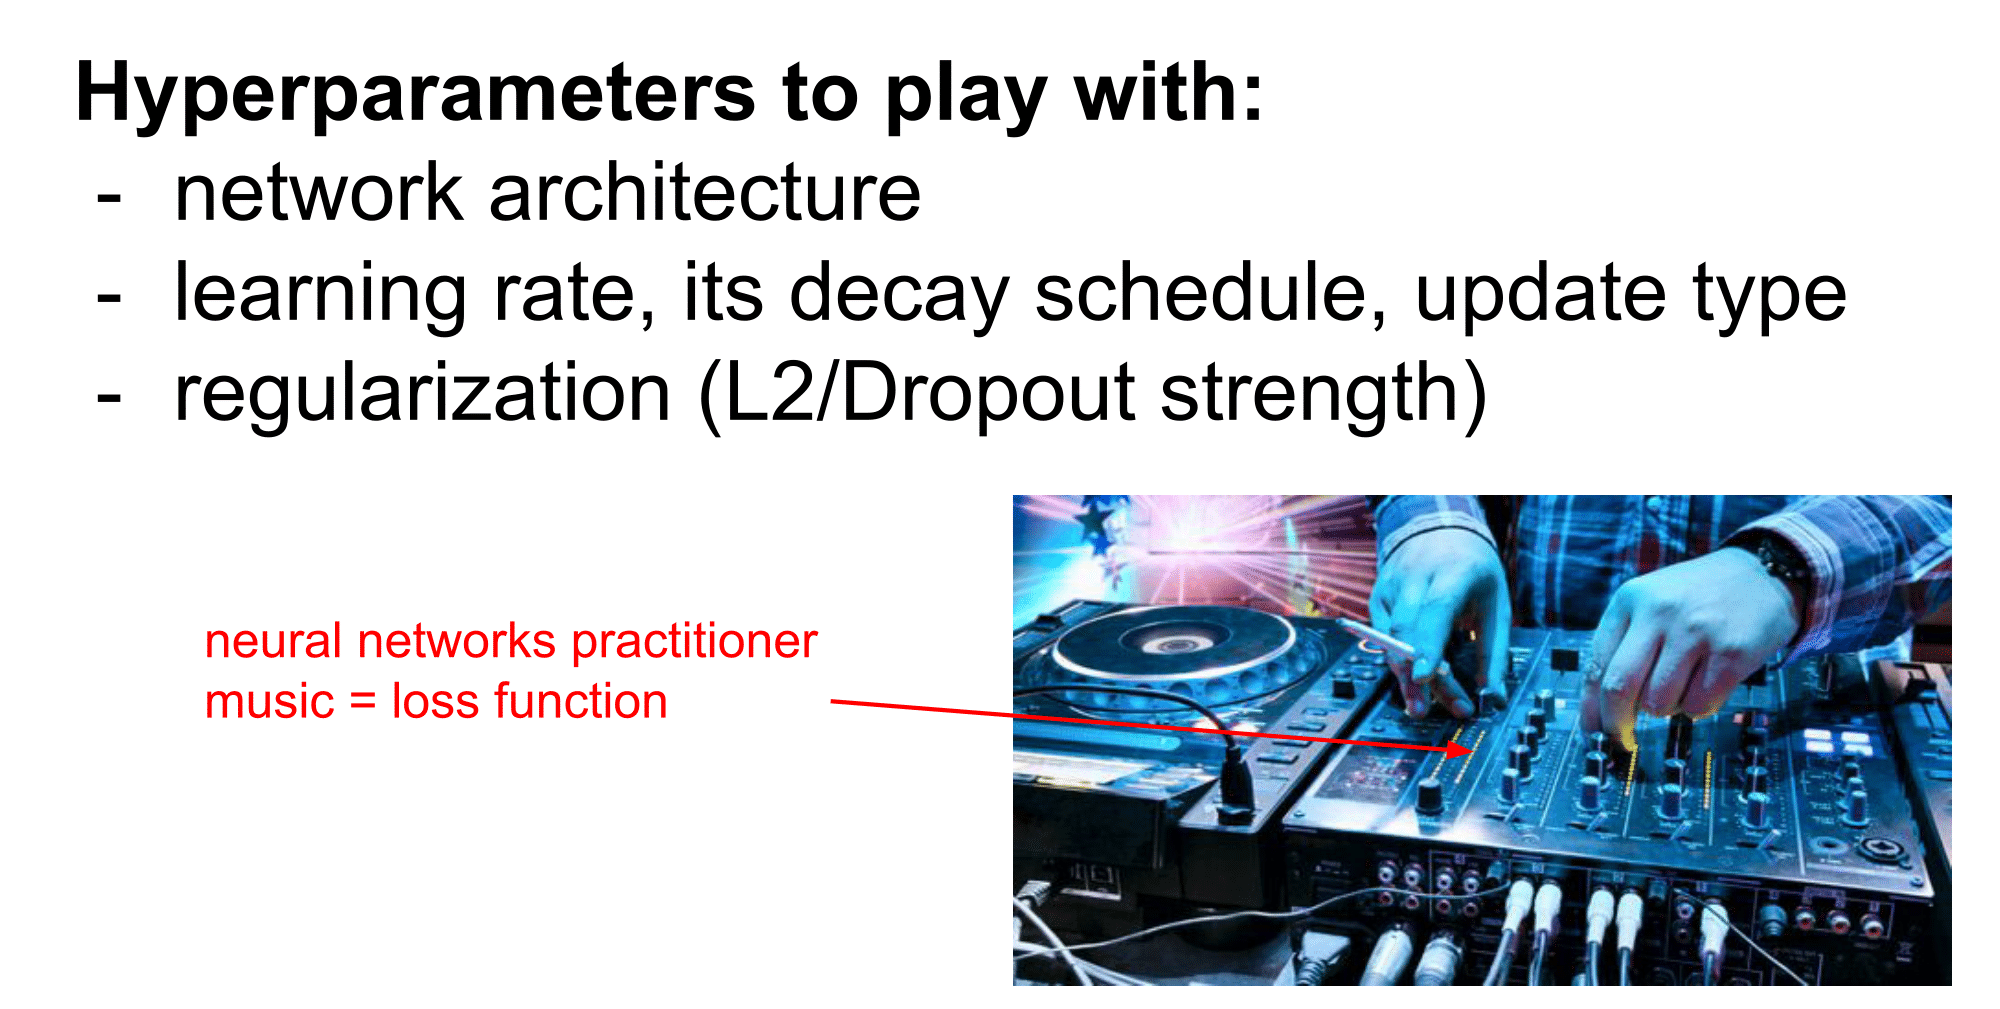 Hyperparameters to play with:
- network architecture
- learning rate, its decay schedule, update type
- regularization (L2/Dropout strength)
neural networks practitioner
music = loss function